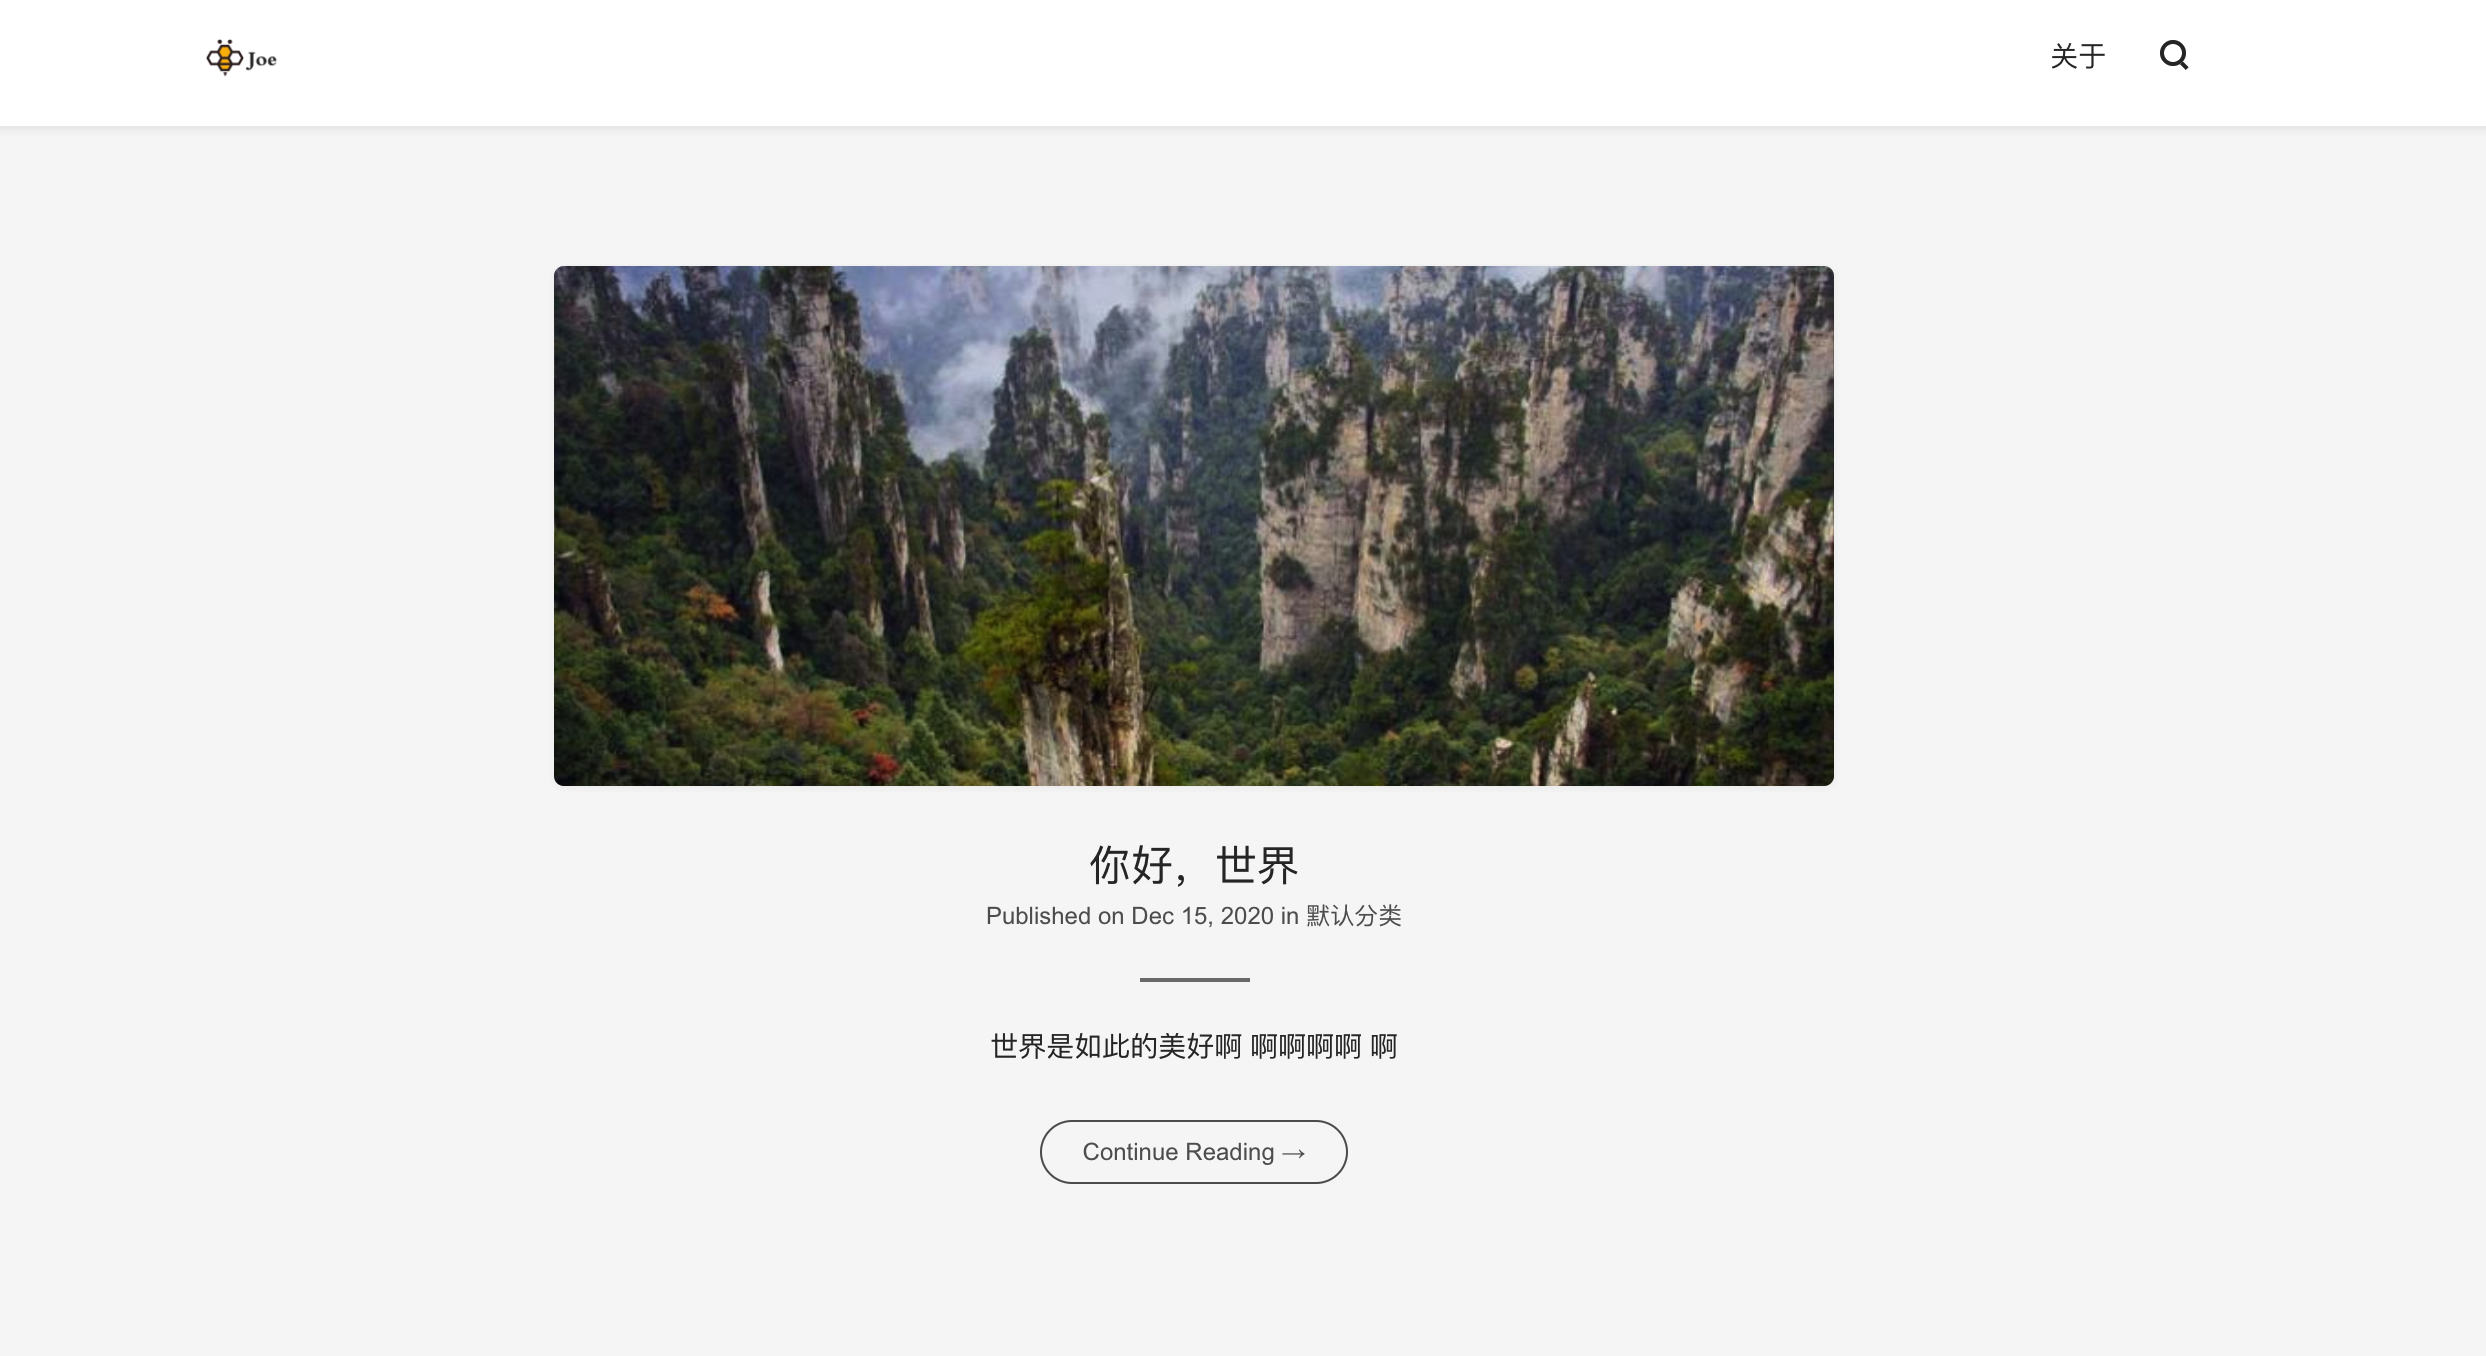 Joe
关于
你好，世界
Published on Dec 15, 2020 in 默认分类
世界是如此的美好啊 啊啊啊啊 啊
Continue Reading →